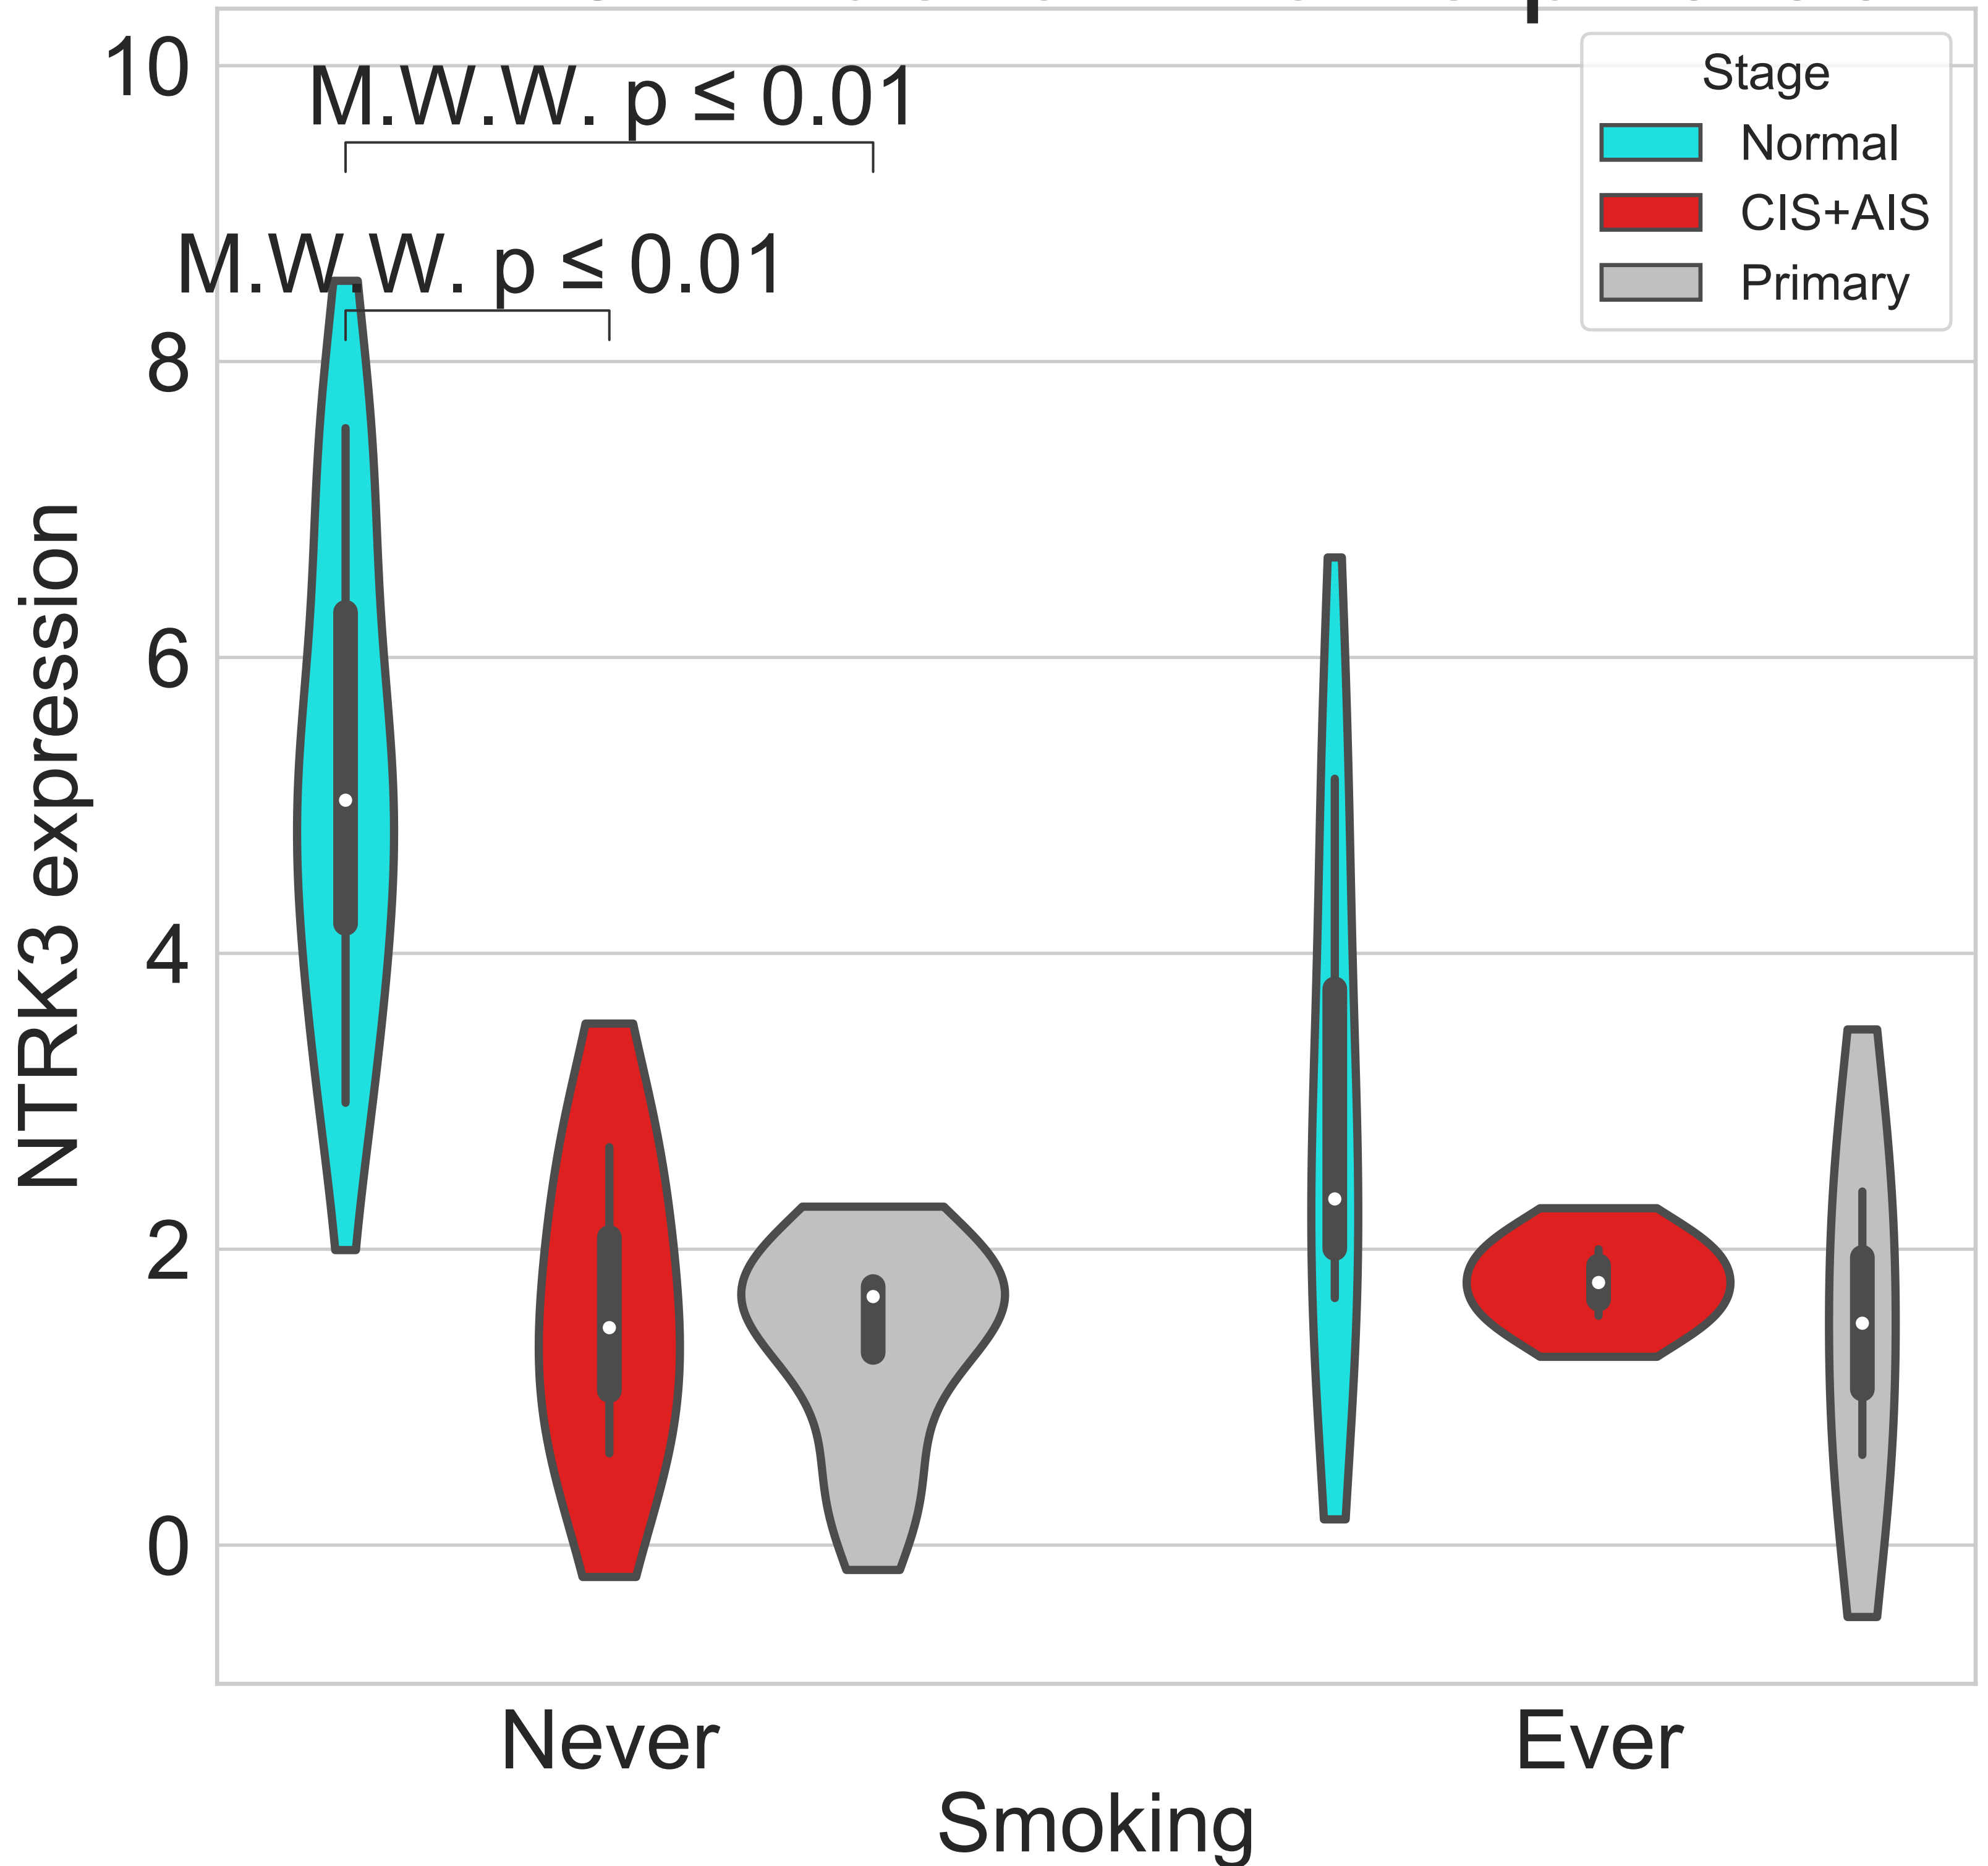 10
M.W.W. p ≤ 0.01
Stage
Normal
CIS+AIS
Primary
M.W.W. p ≤ 0.01
8
6
4
2
0
NTRK3 expression
Never
Ever
Smoking